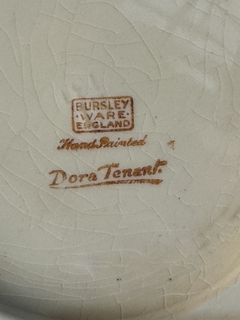 BURSLEY
·WARE·
ENGLAND
Hand Painted
Dora Tenant.